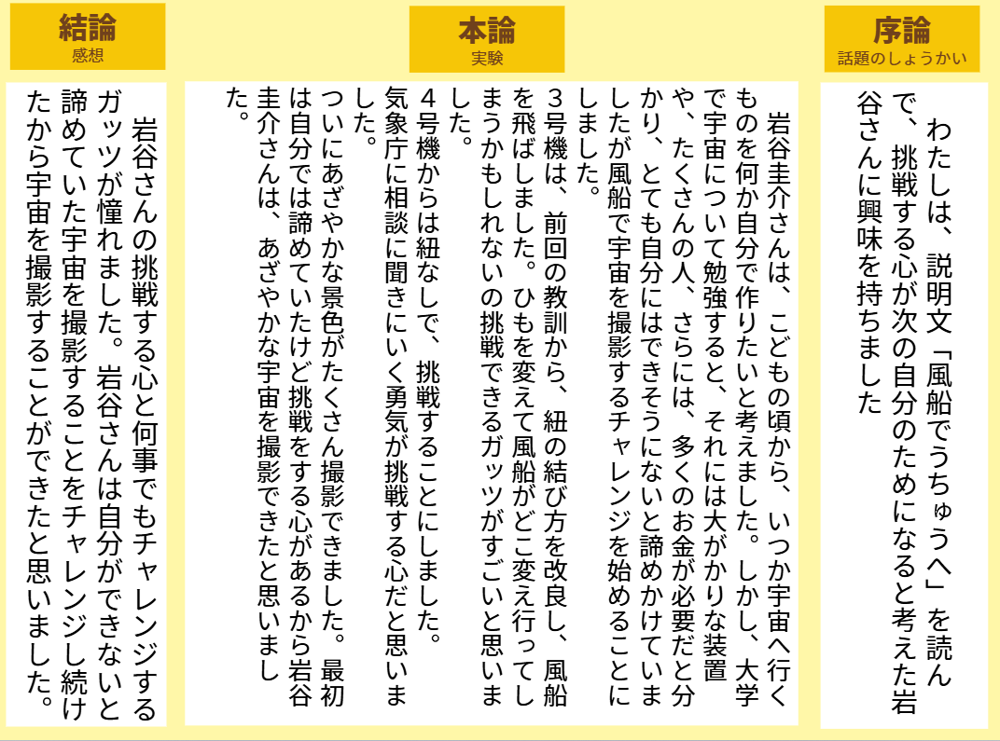 序論
話題のしょうかい
　わたしは、説明文「風船でうちゅうへ」を読ん
で、挑戦する心が次の自分のためになると考えた岩
谷さんに興味を持ちました
本論
実験
　岩谷圭介さんは、こどもの頃から、いつか宇宙へ行く
ものを何か自分で作りたいと考えました。しかし、大学
で宇宙について勉強すると、それには大がかりな装置
や、たくさんの人、さらには、多くのお金が必要だと分
かり、とても自分にはできそうにないと諦めかけていま
したが風船で宇宙を撮影するチャレンジを始めることに
しました。
３号機は、前回の教訓から、紐の結び方を改良し、風船
を飛ばしました。ひもを変えて風船がどこ変え行ってし
まうかもしれないの挑戦できるガッツがすごいと思いま
した。
４号機からは紐なしで、挑戦することにしました。
気象庁に相談に聞きにいく勇気が挑戦する心だと思いま
した。
ついにあざやかな景色がたくさん撮影できました。最初
は自分では諦めていたけど挑戦をする心があるから岩谷
圭介さんは、あざやかな宇宙を撮影できたと思いまし
た。
結論
感想
　岩谷さんの挑戦する心と何事でもチャレンジする
ガッツが憧れました。岩谷さんは自分ができないと
諦めていた宇宙を撮影することをチャレンジし続け
たから宇宙を撮影することができたと思いました。